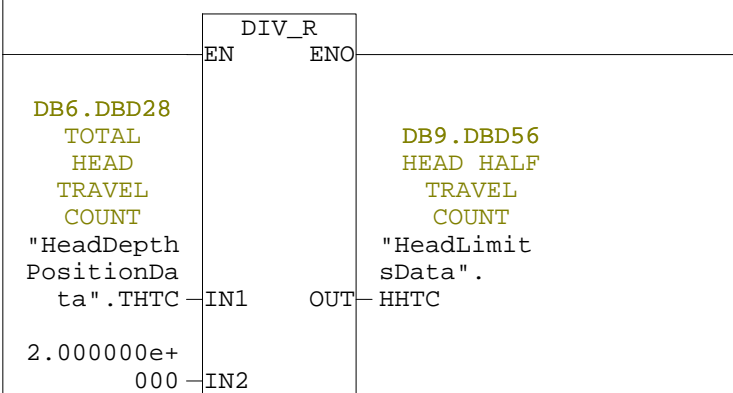 DIV_R
EN ENO
DB6.DBD28
TOTAL
HEAD
TRAVEL
COUNT
"HeadDepth
PositionDa
ta".THTC
IN1
DB9.DBD56
HEAD HALF
TRAVEL
COUNT
"HeadLimit
sData".
HHTC
OUT
2.000000e+
000
IN2